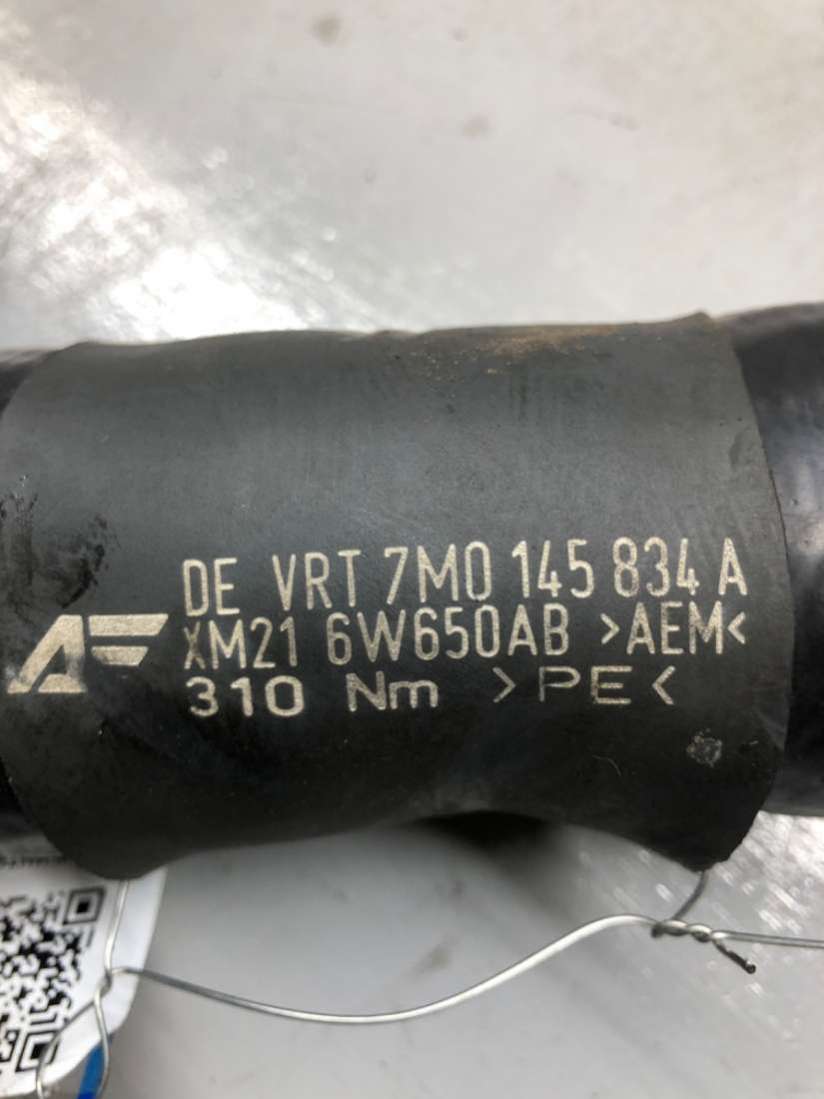 DE VRT 7M0 145 834 A
XM21 6W650AB >AEM<
310 Nm >PE<